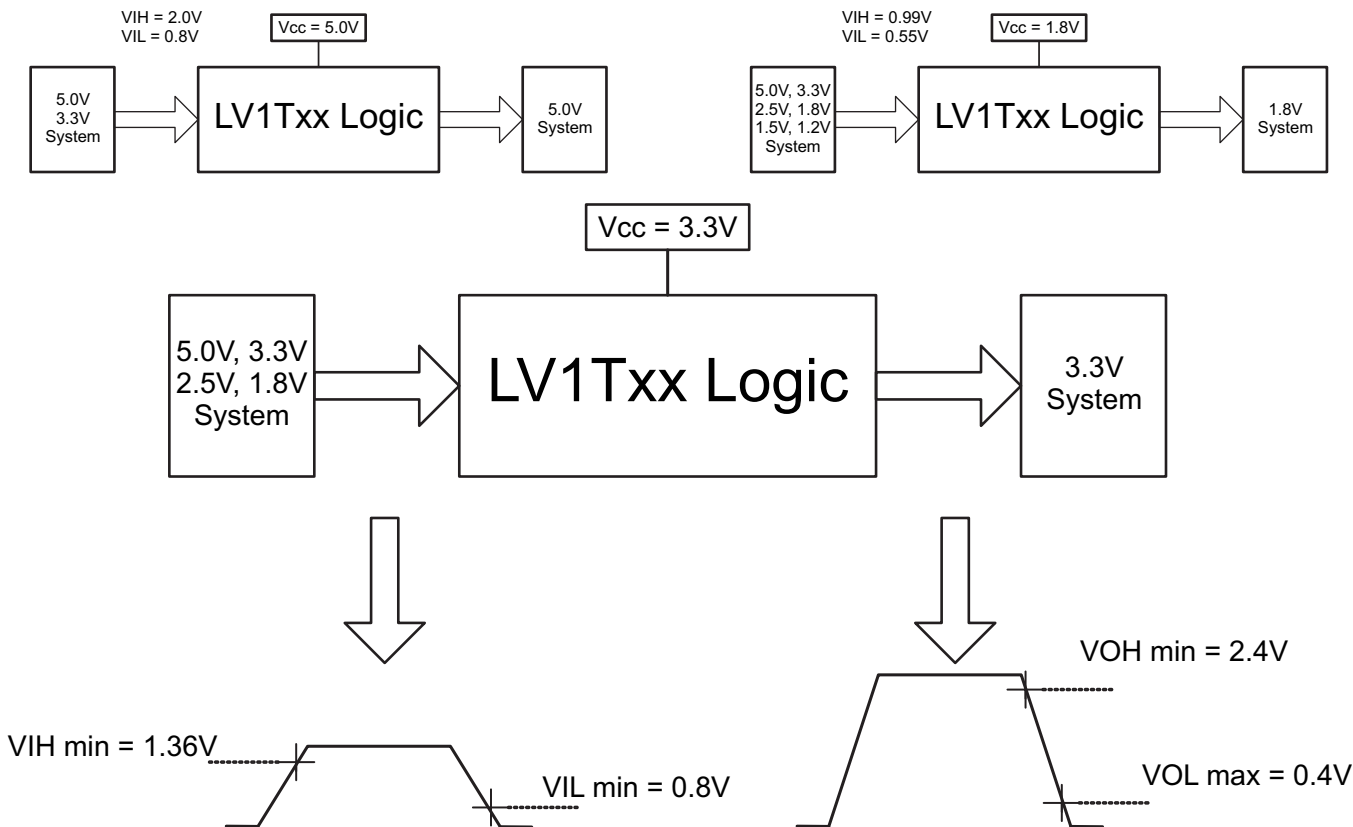 VIH = 2.0V
VIL = 0.8V
Vcc = 5.0V
5.0V
3.3V
System
LV1Txx Logic
5.0V
System
VIH = 0.99V
VIL = 0.55V
Vcc = 1.8V
5.0V, 3.3V
2.5V, 1.8V
1.5V, 1.2V
System
LV1Txx Logic
1.8V
System
Vcc = 3.3V
5.0V, 3.3V
2.5V, 1.8V
System
LV1Txx Logic
3.3V
System
VIH min = 1.36V
VIL min = 0.8V
VOH min = 2.4V
VOL max = 0.4V